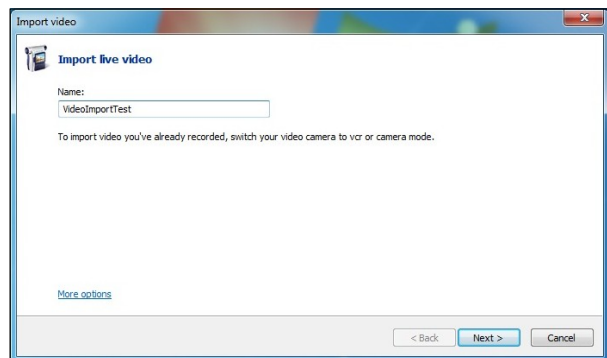 Import video
Import live video
Name:
VideoImportTest
To import video you've already recorded, switch your video camera to vcr or camera mode.
More options
< Back Next > Cancel